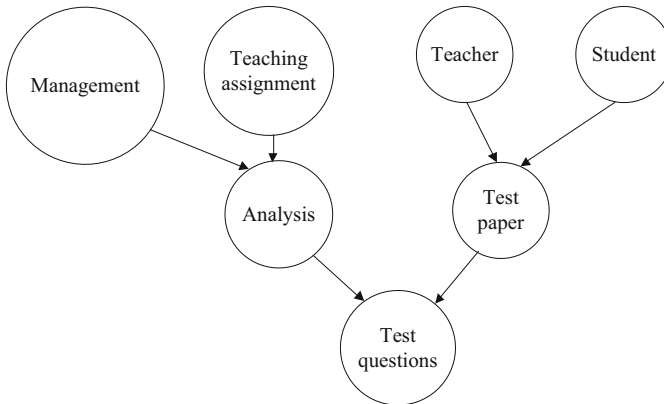 Management
Teaching
assignment
Teacher
Student
Analysis
Test
paper
Test
questions